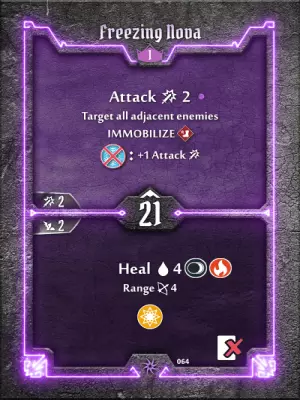 Freezing Nova
1
Attack 2
Target all adjacent enemies
IMMOBILIZE
: +1 Attack
2
21
2
Heal 4
Range 4
064